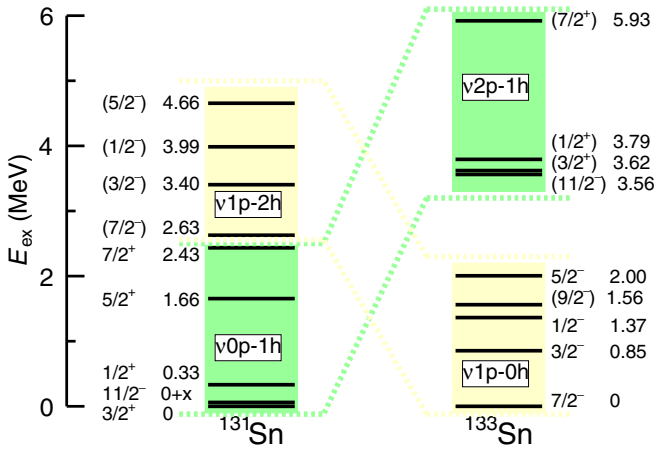 6
4
2
0
E_ex (MeV)
(5/2⁻) 4.66
(1/2⁻) 3.99
(3/2⁻) 3.40
ν1p-2h
(7/2⁻) 2.63
7/2⁺ 2.43
5/2⁺ 1.66
ν0p-1h
1/2⁺ 0.33
11/2⁻ 0+x
3/2⁺ 0
¹³¹Sn
(7/2⁺) 5.93
ν2p-1h
(1/2⁺) 3.79
(3/2⁺) 3.62
(11/2⁻) 3.56
5/2⁻ 2.00
(9/2⁻) 1.56
1/2⁻ 1.37
3/2⁻ 0.85
ν1p-0h
7/2⁻ 0
¹³³Sn